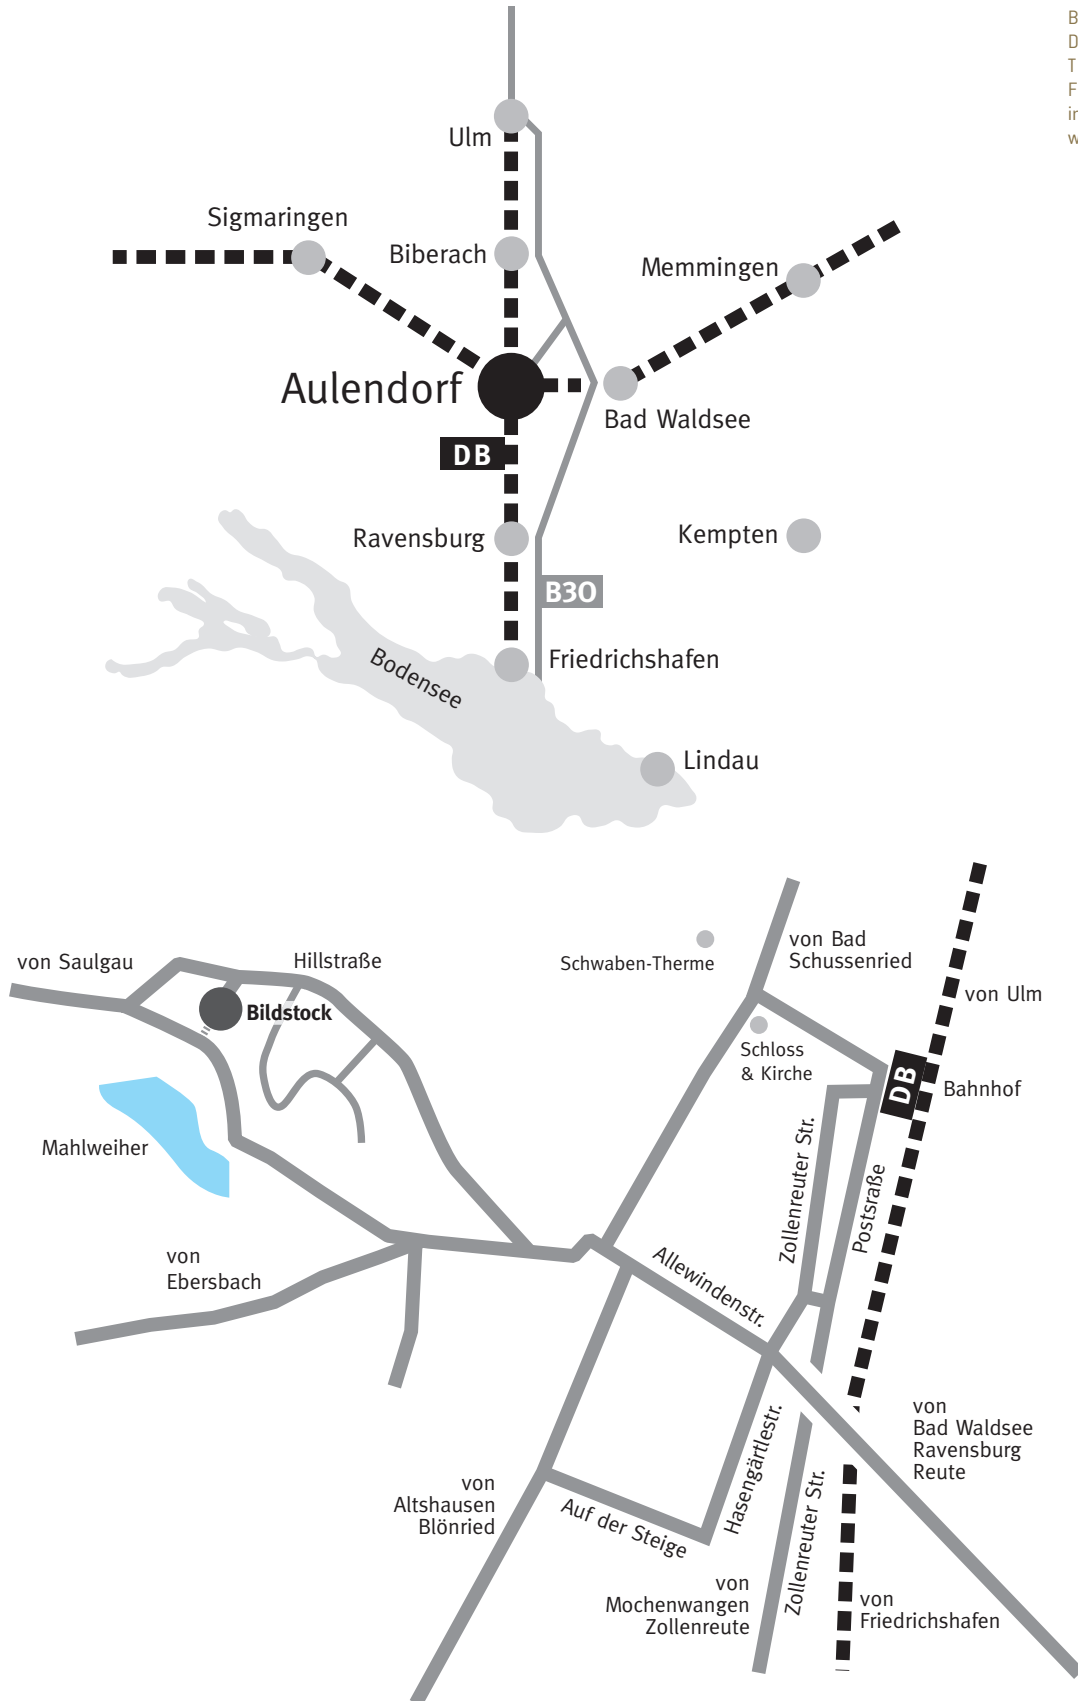 B
D
T
F
in
w
Ulm
Sigmaringen
Biberach
Memmingen
Aulendorf
Bad Waldsee
DB
Ravensburg
Kempten
B30
Friedrichshafen
Bodensee
Lindau
von Saulgau
Hillstraße
Bildstock
Mahlweiher
Schwaben-Therme
von Bad
Schussenried
von Ulm
Schloss
& Kirche
DB
Bahnhof
Zollenreuter Str.
Postsraße
von
Ebersbach
Allewindenstr.
von
Bad Waldsee
Ravensburg
Reute
Hasengärtlestr.
von
Altshausen
Blönried
Auf der Steige
Zollenreuter Str.
von
Mochenwangen
Zollenreute
von
Friedrichshafen